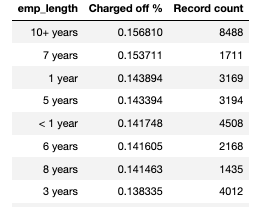 emp_length Charged off % Record count
10+ years 0.156810 8488
7 years 0.153711 1711
1 year 0.143894 3169
5 years 0.143394 3194
< 1 year 0.141748 4508
6 years 0.141605 2168
8 years 0.141463 1435
3 years 0.138335 4012